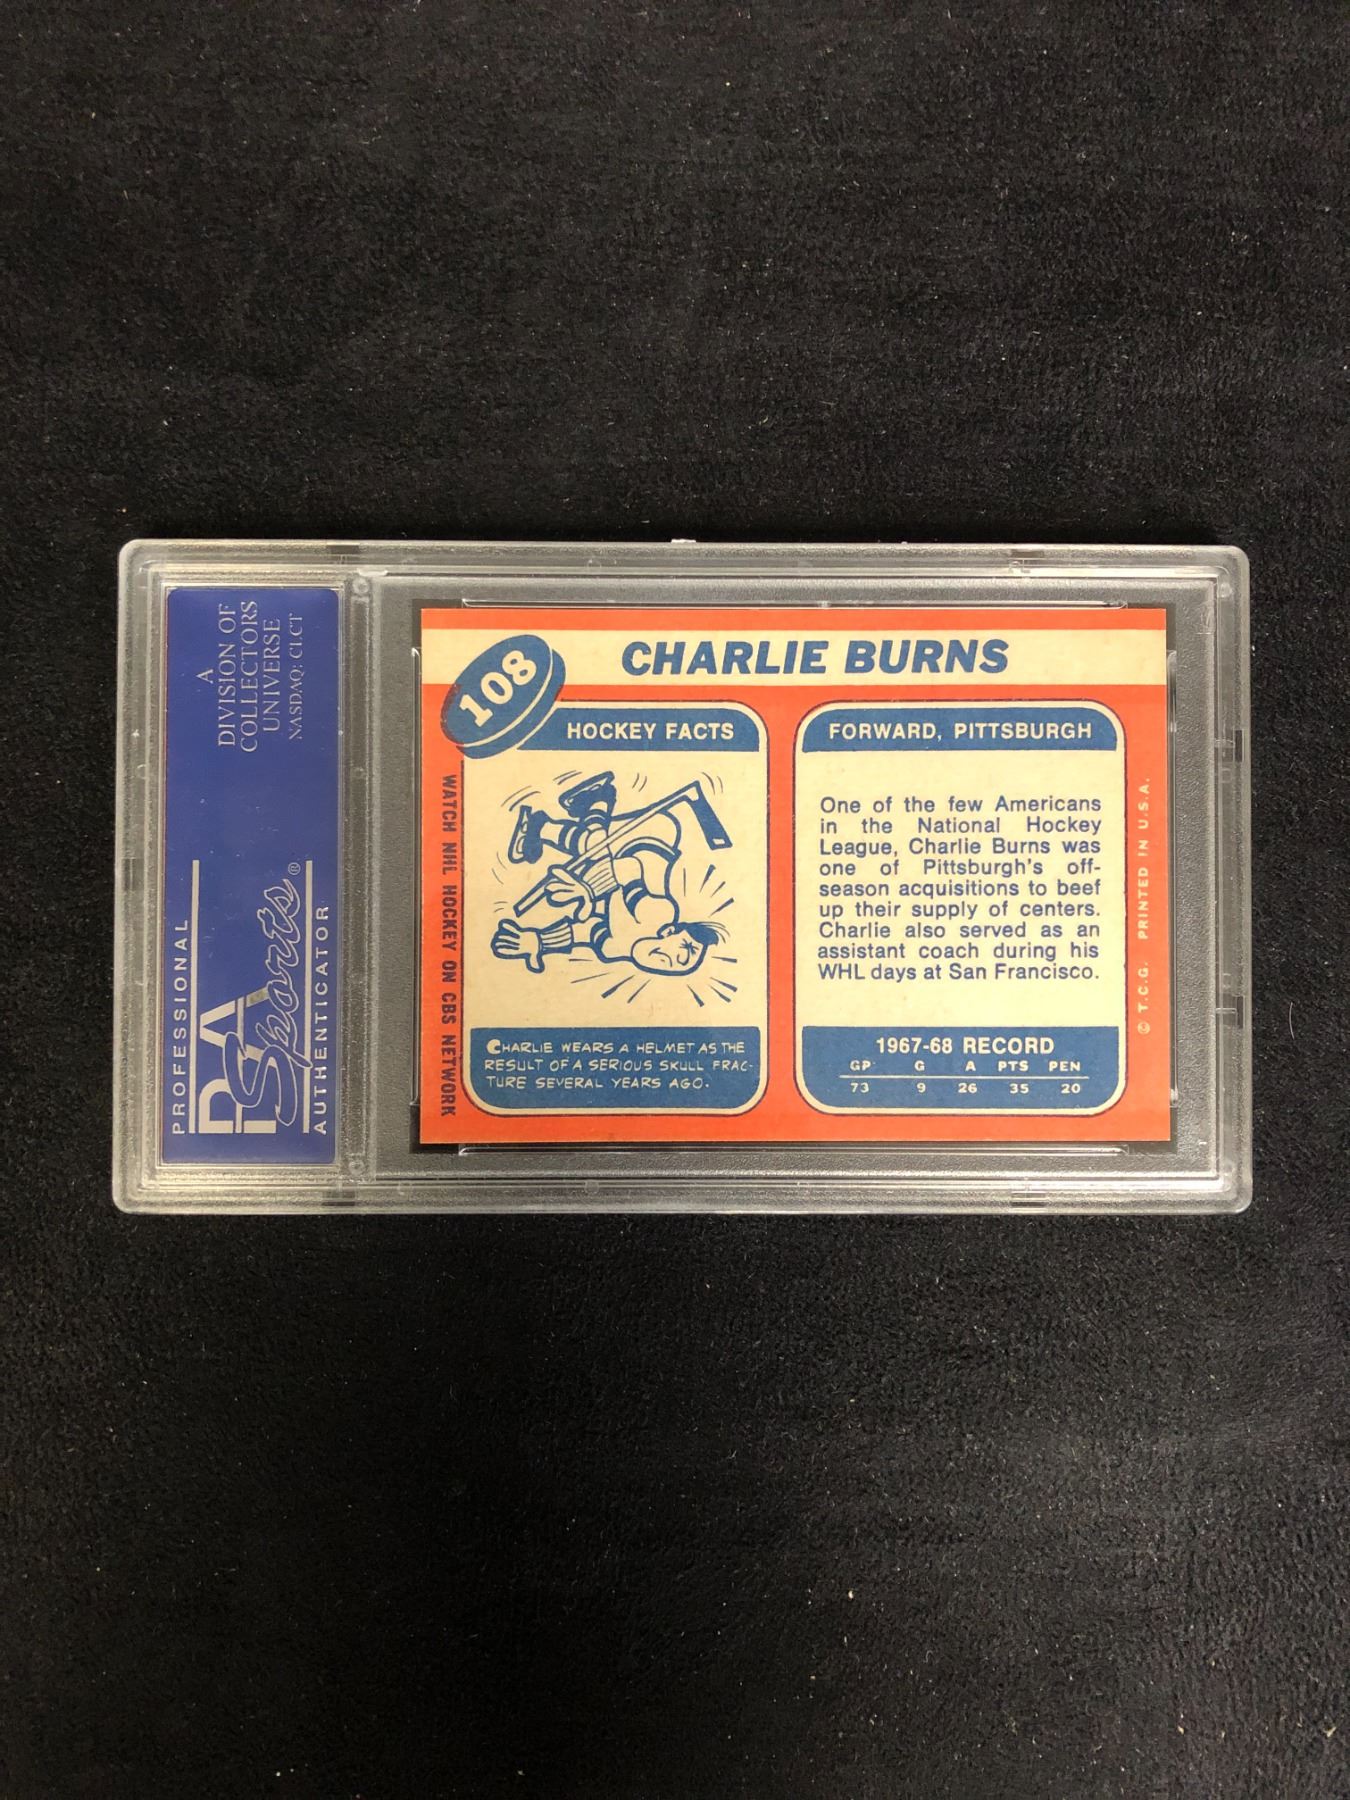 A
DIVISION OF
COLLECTORS
UNIVERSE
NASDAQ: CLCT
PROFESSIONAL
PSA
Sports®
AUTHENTICATOR
108
CHARLIE BURNS
HOCKEY FACTS
WATCH NHL HOCKEY ON CBS NETWORK
CHARLIE WEARS A HELMET AS THE
RESULT OF A SERIOUS SKULL FRAC-
TURE SEVERAL YEARS AGO.
FORWARD, PITTSBURGH
One of the few Americans
in the National Hockey
League, Charlie Burns was
one of Pittsburgh's off-
season acquisitions to beef
up their supply of centers.
Charlie also served as an
assistant coach during his
WHL days at San Francisco.
1967-68 RECORD
GP G A PTS PEN
73 9 26 35 20
© T.C.G. PRINTED IN U.S.A.